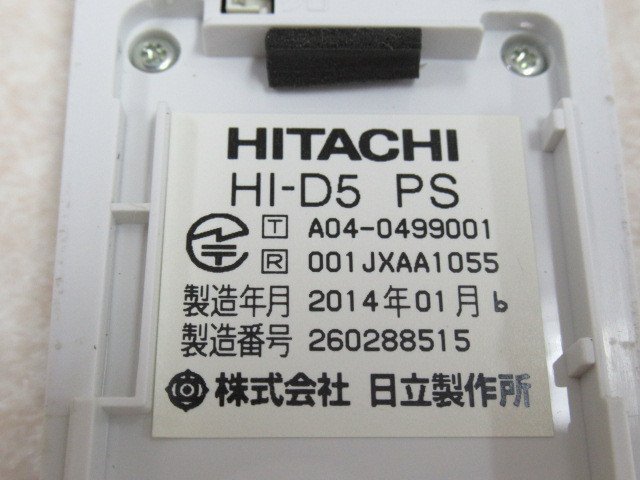 HITACHI
HI-D5 PS
T A04-0499001
R 001JXAA1055
製造年月 2014年01月 b
製造番号 260288515
株式会社 日立製作所